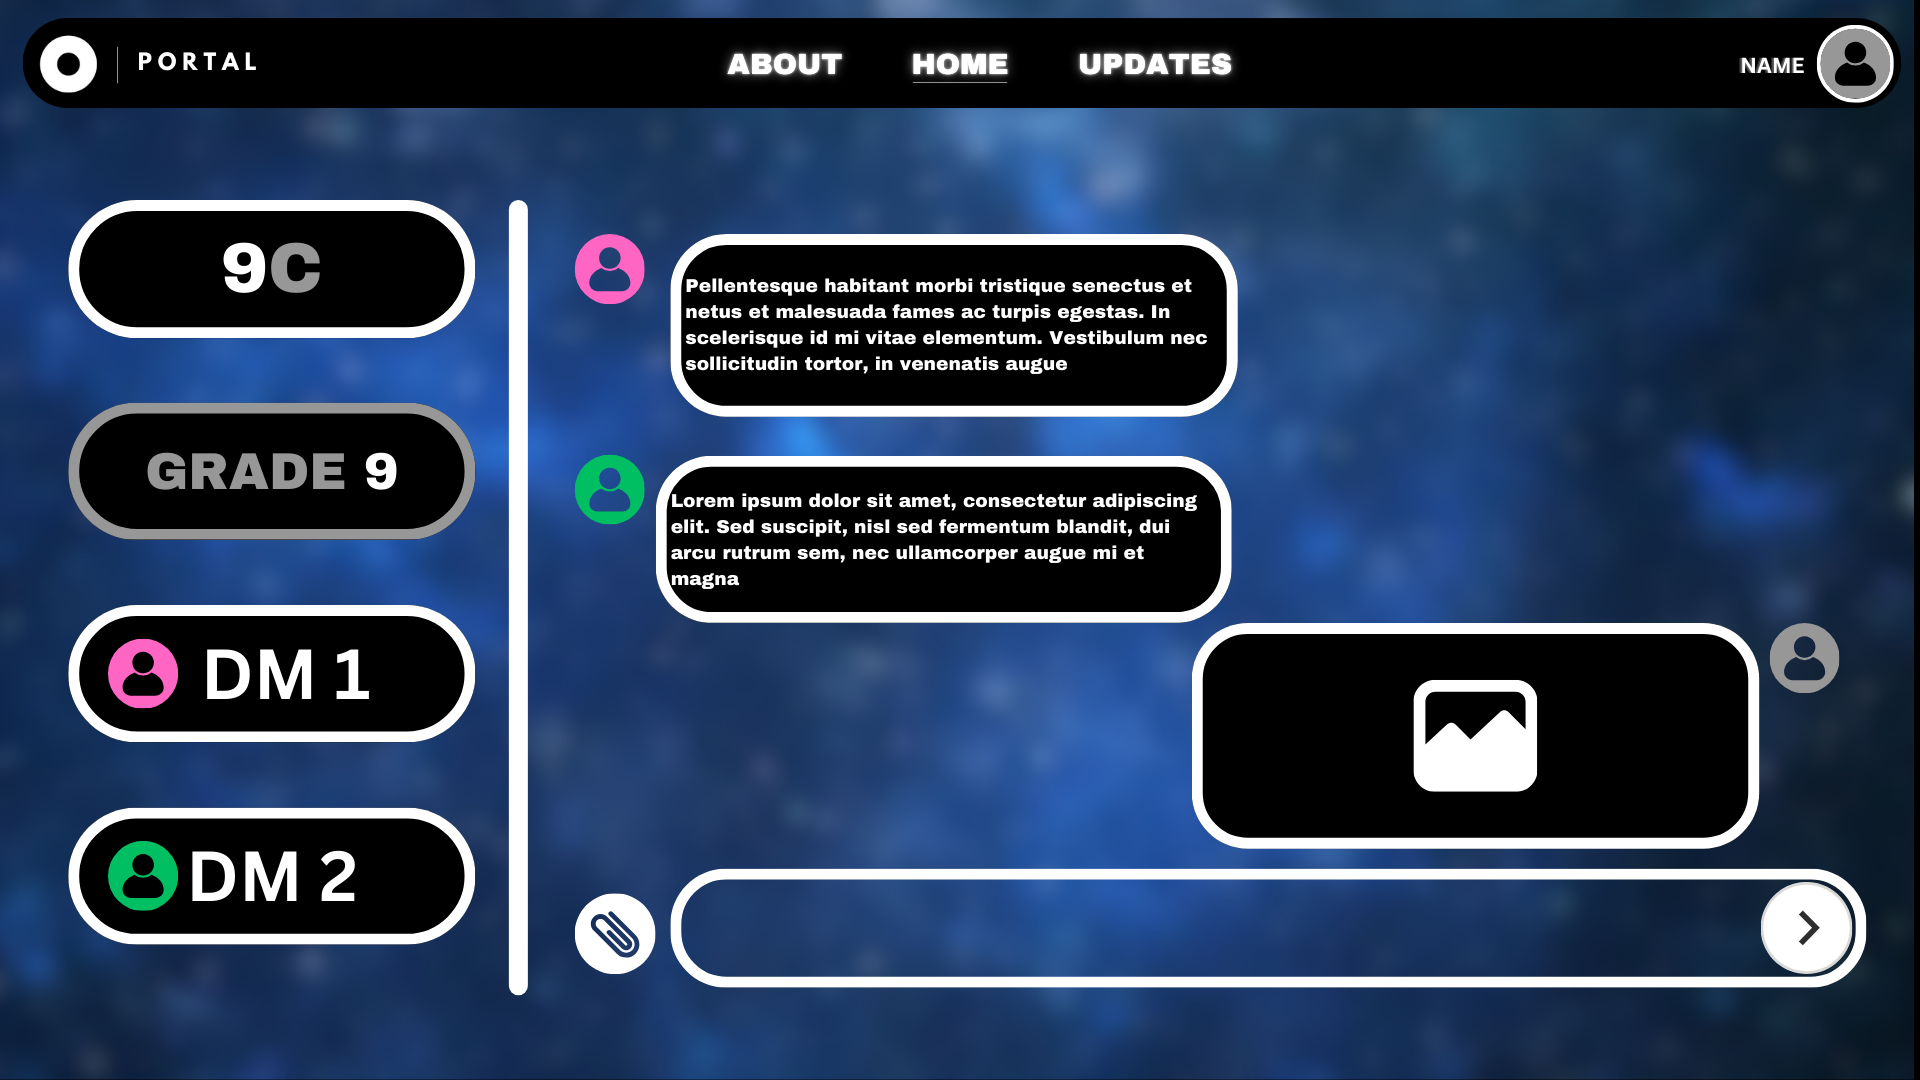 PORTAL
ABOUT HOME UPDATES
NAME
9C
GRADE 9
DM 1
DM 2
Pellentesque habitant morbi tristique senectus et
netus et malesuada fames ac turpis egestas. In
scelerisque id mi vitae elementum. Vestibulum nec
sollicitudin tortor, in venenatis augue
Lorem ipsum dolor sit amet, consectetur adipiscing
elit. Sed suscipit, nisl sed fermentum blandit, dui
arcu rutrum sem, nec ullamcorper augue mi et
magna